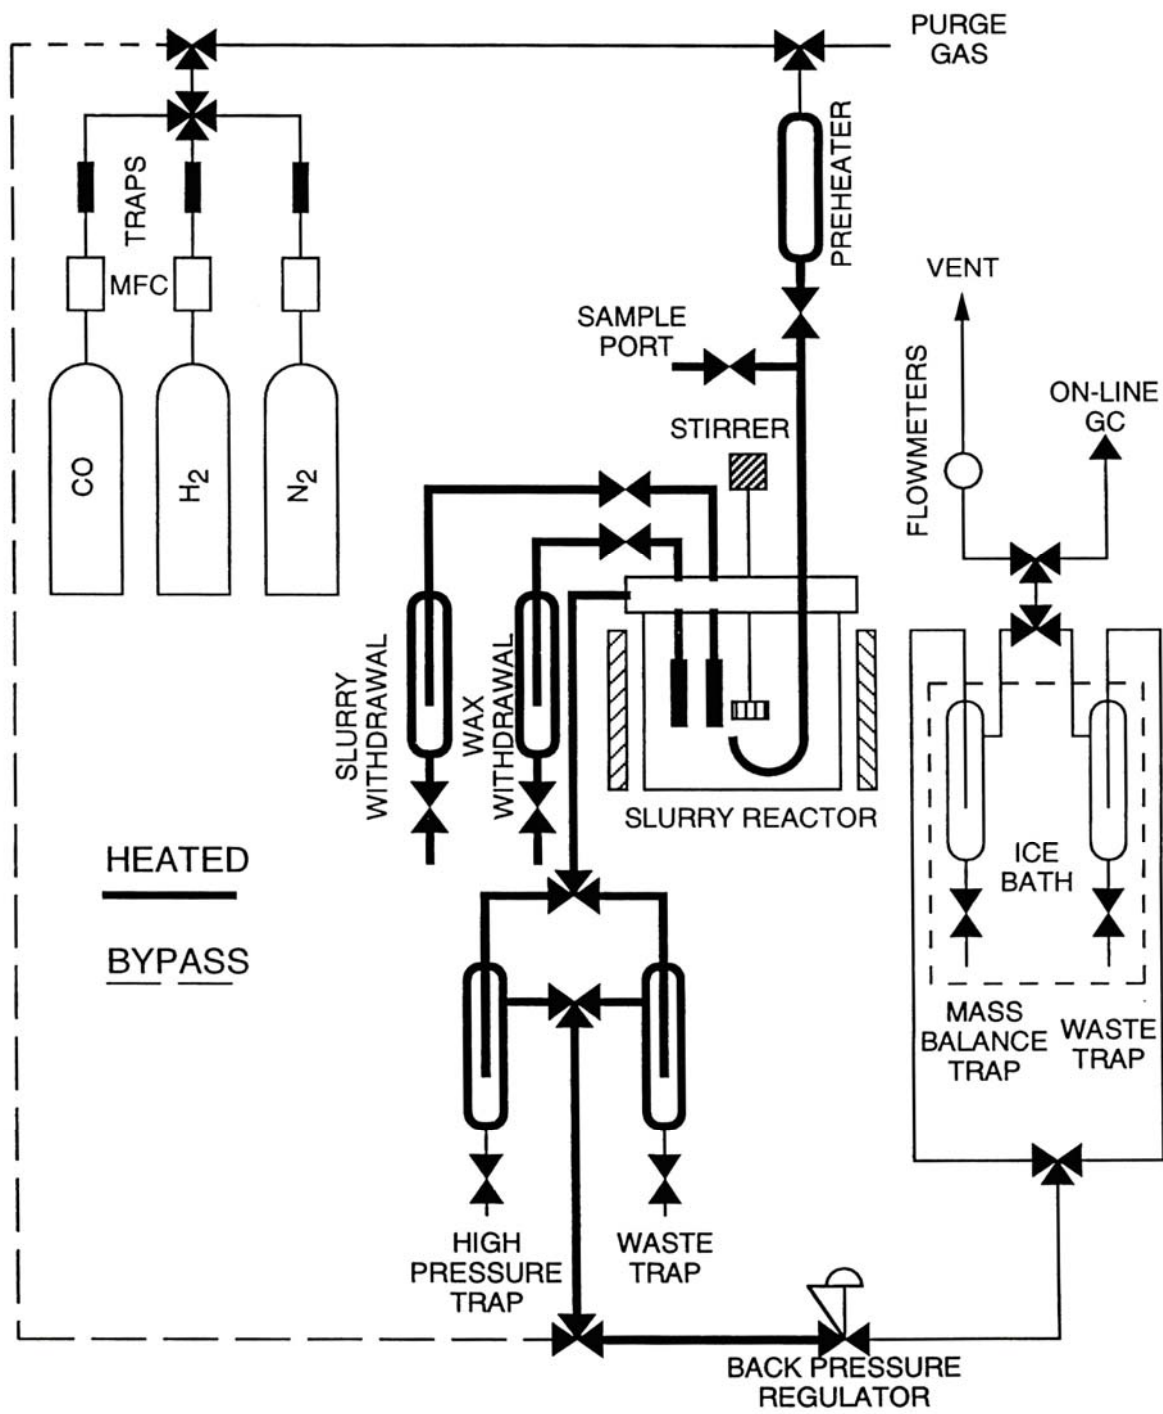 PURGE
GAS
PREHEATER
TRAPS
MFC
CO
H2
N2
SAMPLE
PORT
STIRRER
VENT
FLOWMETERS
ON-LINE
GC
SLURRY
WITHDRAWAL
WAX
WITHDRAWAL
SLURRY REACTOR
HEATED
BYPASS
ICE
BATH
MASS
BALANCE
TRAP
WASTE
TRAP
HIGH
PRESSURE
TRAP
WASTE
TRAP
BACK PRESSURE
REGULATOR